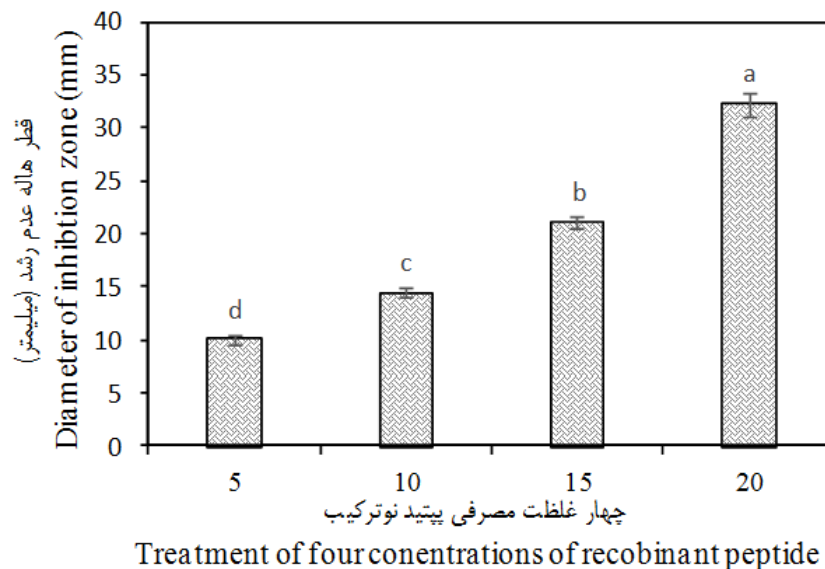 40
35
30
25
20
15
10
5
0
قطر هاله عدم رشد (میلیمتر)
Diameter of inhibtion zone (mm)
d
c
b
a
5 10 15 20
چهار غلظت مصرفی پپتید نوترکیب
Treatment of four conentrations of recobinant peptide